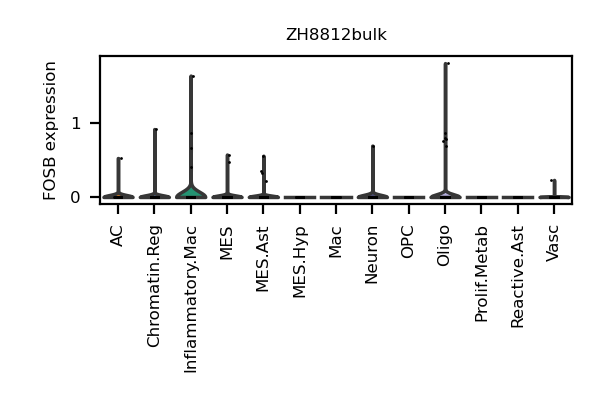 ZH8812bulk
FOSB expression
1
0
AC
Chromatin.Reg
Inflammatory.Mac
MES
MES.Ast
MES.Hyp
Mac
Neuron
OPC
Oligo
Prolif.Metab
Reactive.Ast
Vasc